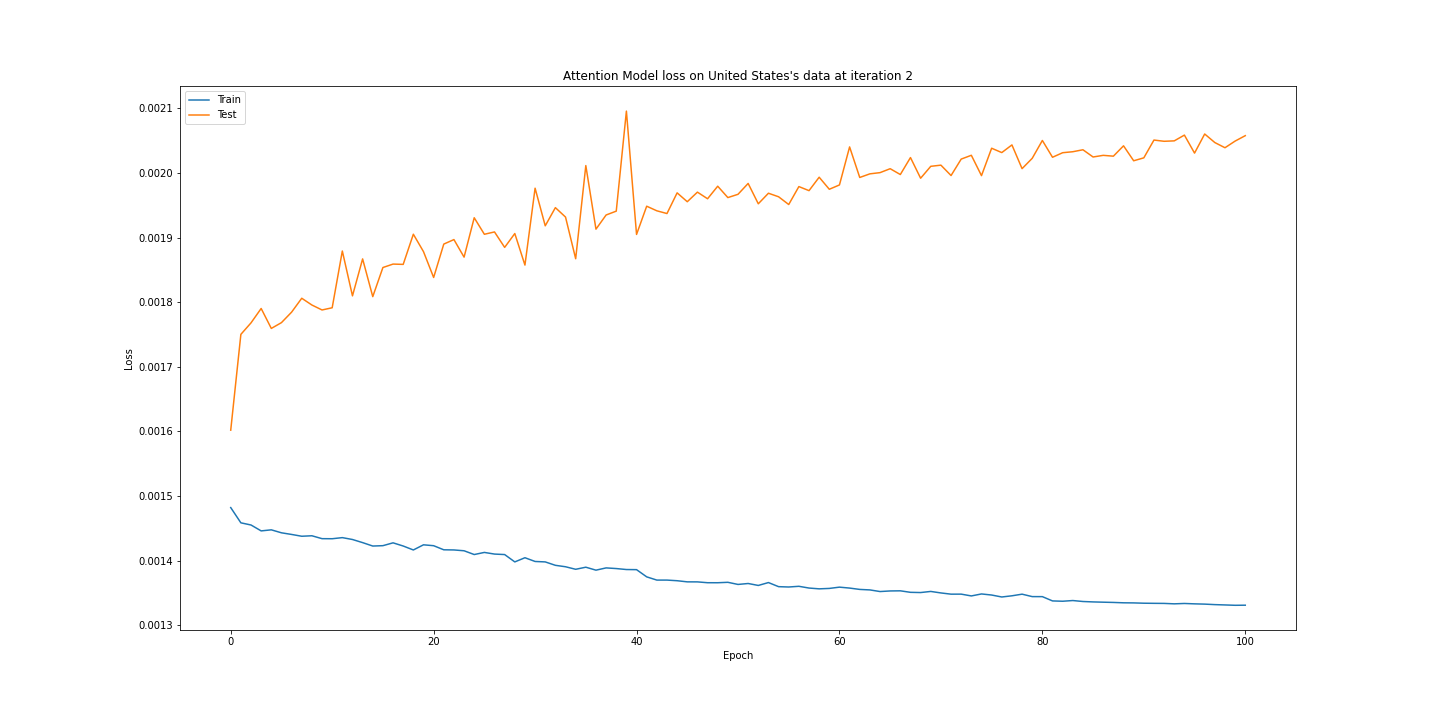 Attention Model loss on United States's data at iteration 2
Train
Test
0.0021
0.0020
0.0019
0.0018
0.0017
0.0016
0.0015
0.0014
0.0013
Loss
0 20 40 60 80 100
Epoch